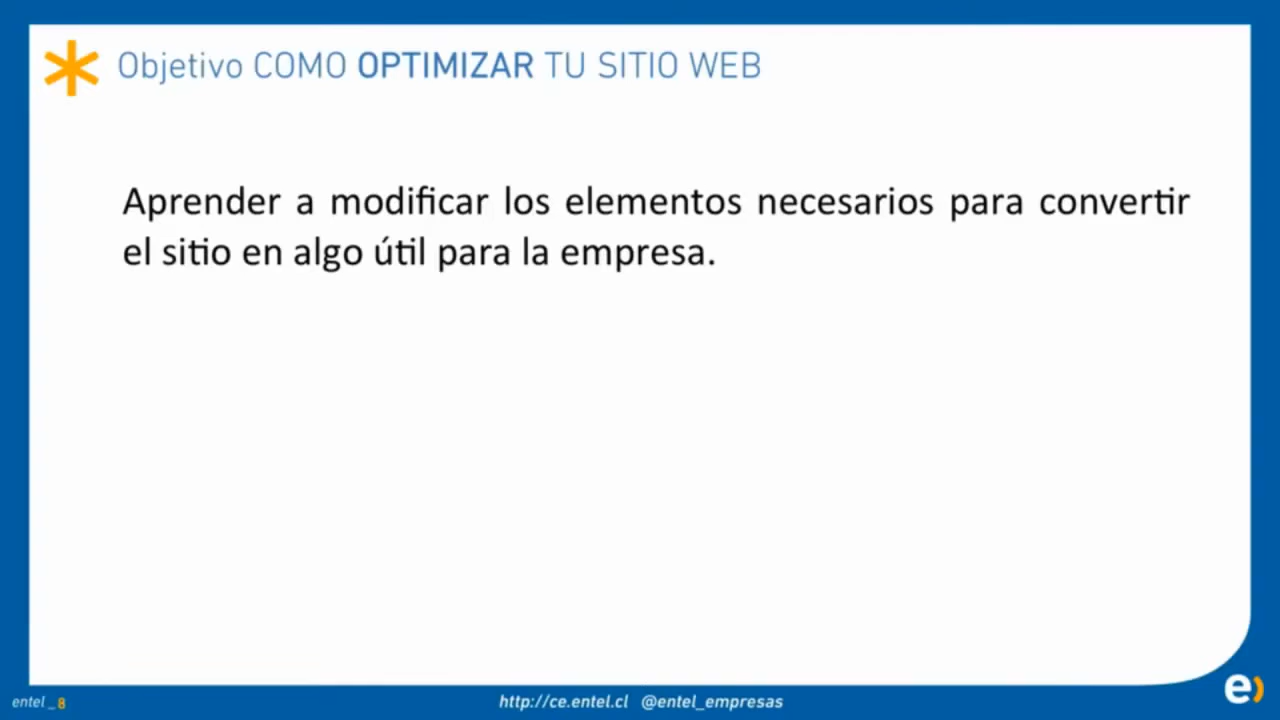 Objetivo COMO OPTIMIZAR TU SITIO WEB
Aprender a modificar los elementos necesarios para convertir
el sitio en algo útil para la empresa.
entel_8
http://ce.entel.cl @entel_empresas
e)